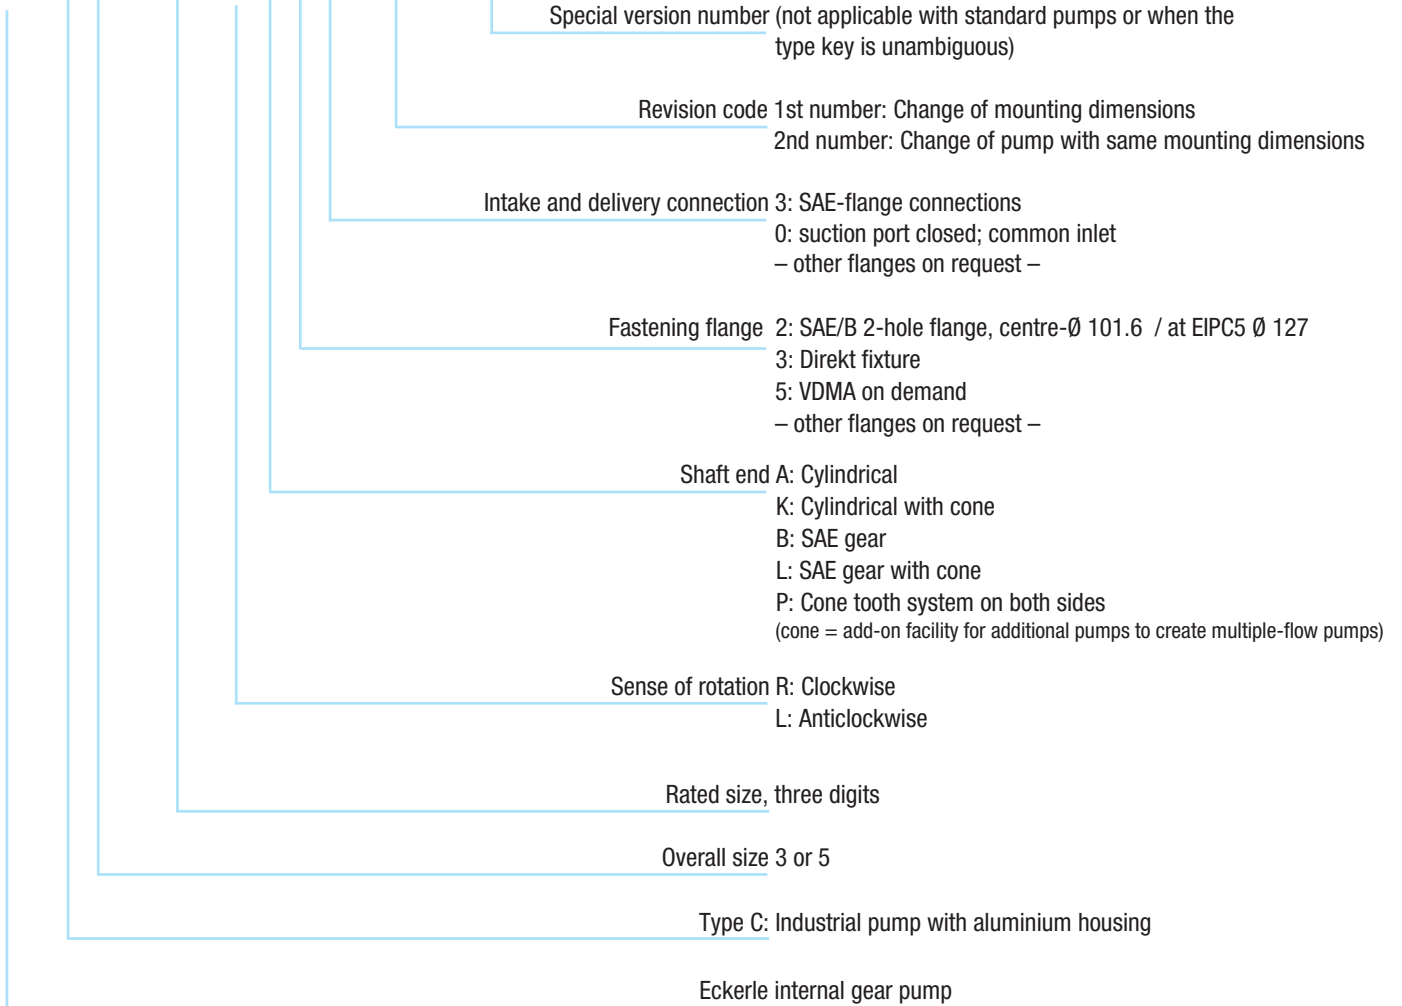 Special version number (not applicable with standard pumps or when the
type key is unambiguous)
Revision code 1st number: Change of mounting dimensions
2nd number: Change of pump with same mounting dimensions
Intake and delivery connection 3: SAE-flange connections
0: suction port closed; common inlet
– other flanges on request –
Fastening flange 2: SAE/B 2-hole flange, centre-Ø 101.6 / at EIPC5 Ø 127
3: Direkt fixture
5: VDMA on demand
– other flanges on request –
Shaft end A: Cylindrical
K: Cylindrical with cone
B: SAE gear
L: SAE gear with cone
P: Cone tooth system on both sides
(cone = add-on facility for additional pumps to create multiple-flow pumps)
Sense of rotation R: Clockwise
L: Anticlockwise
Rated size, three digits
Overall size 3 or 5
Type C: Industrial pump with aluminium housing
Eckerle internal gear pump